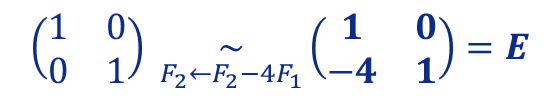 (1 0; 0 1) ~ F₂←F₂−4F₁ (1 0; −4 1) = E